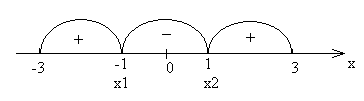 + − +
-3 -1 0 1 3 x
x1 x2